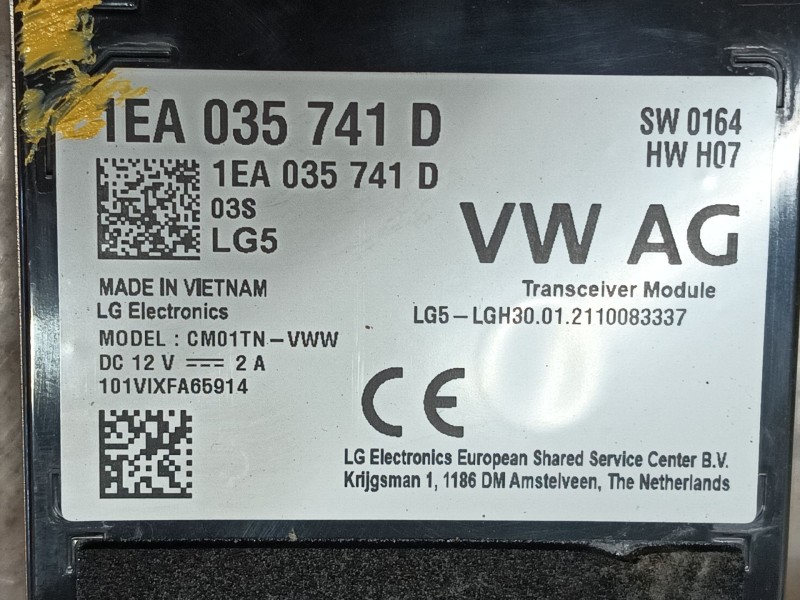 1EA 035 741 D
SW 0164
HW H07
1EA 035 741 D
03S
LG5
VW AG
Transceiver Module
LG5-LGH30.01.2110083337
MADE IN VIETNAM
LG Electronics
MODEL : CM01TN-VWW
DC 12 V ⎓ 2 A
101VIXFA65914
CE
LG Electronics European Shared Service Center B.V.
Krijgsman 1, 1186 DM Amstelveen, The Netherlands